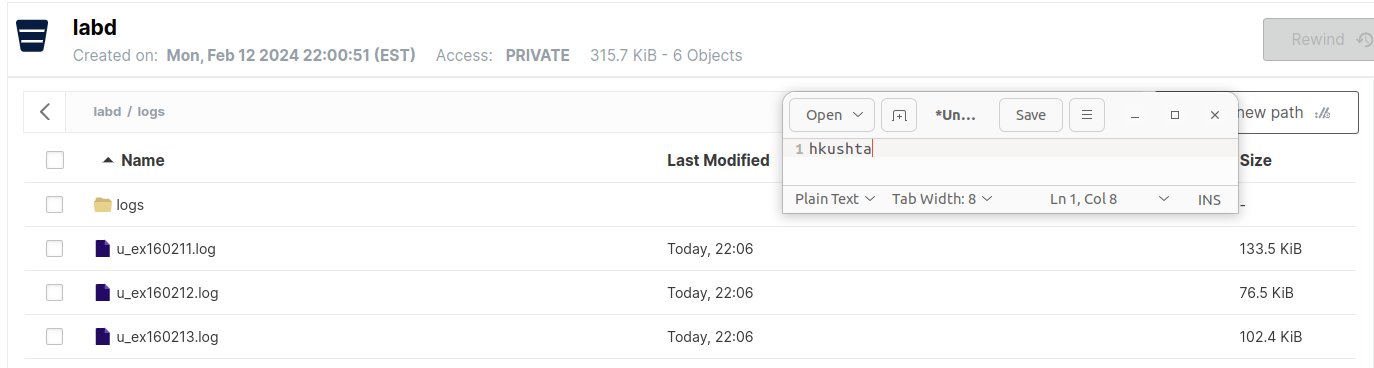 labd
Created on: Mon, Feb 12 2024 22:00:51 (EST) Access: PRIVATE 315.7 KiB - 6 Objects
Rewind
labd / logs
new path
Open *Un... Save
1 hkushta
Plain Text Tab Width: 8 Ln 1, Col 8 INS
Name Last Modified Size
logs -
u_ex160211.log Today, 22:06 133.5 KiB
u_ex160212.log Today, 22:06 76.5 KiB
u_ex160213.log Today, 22:06 102.4 KiB